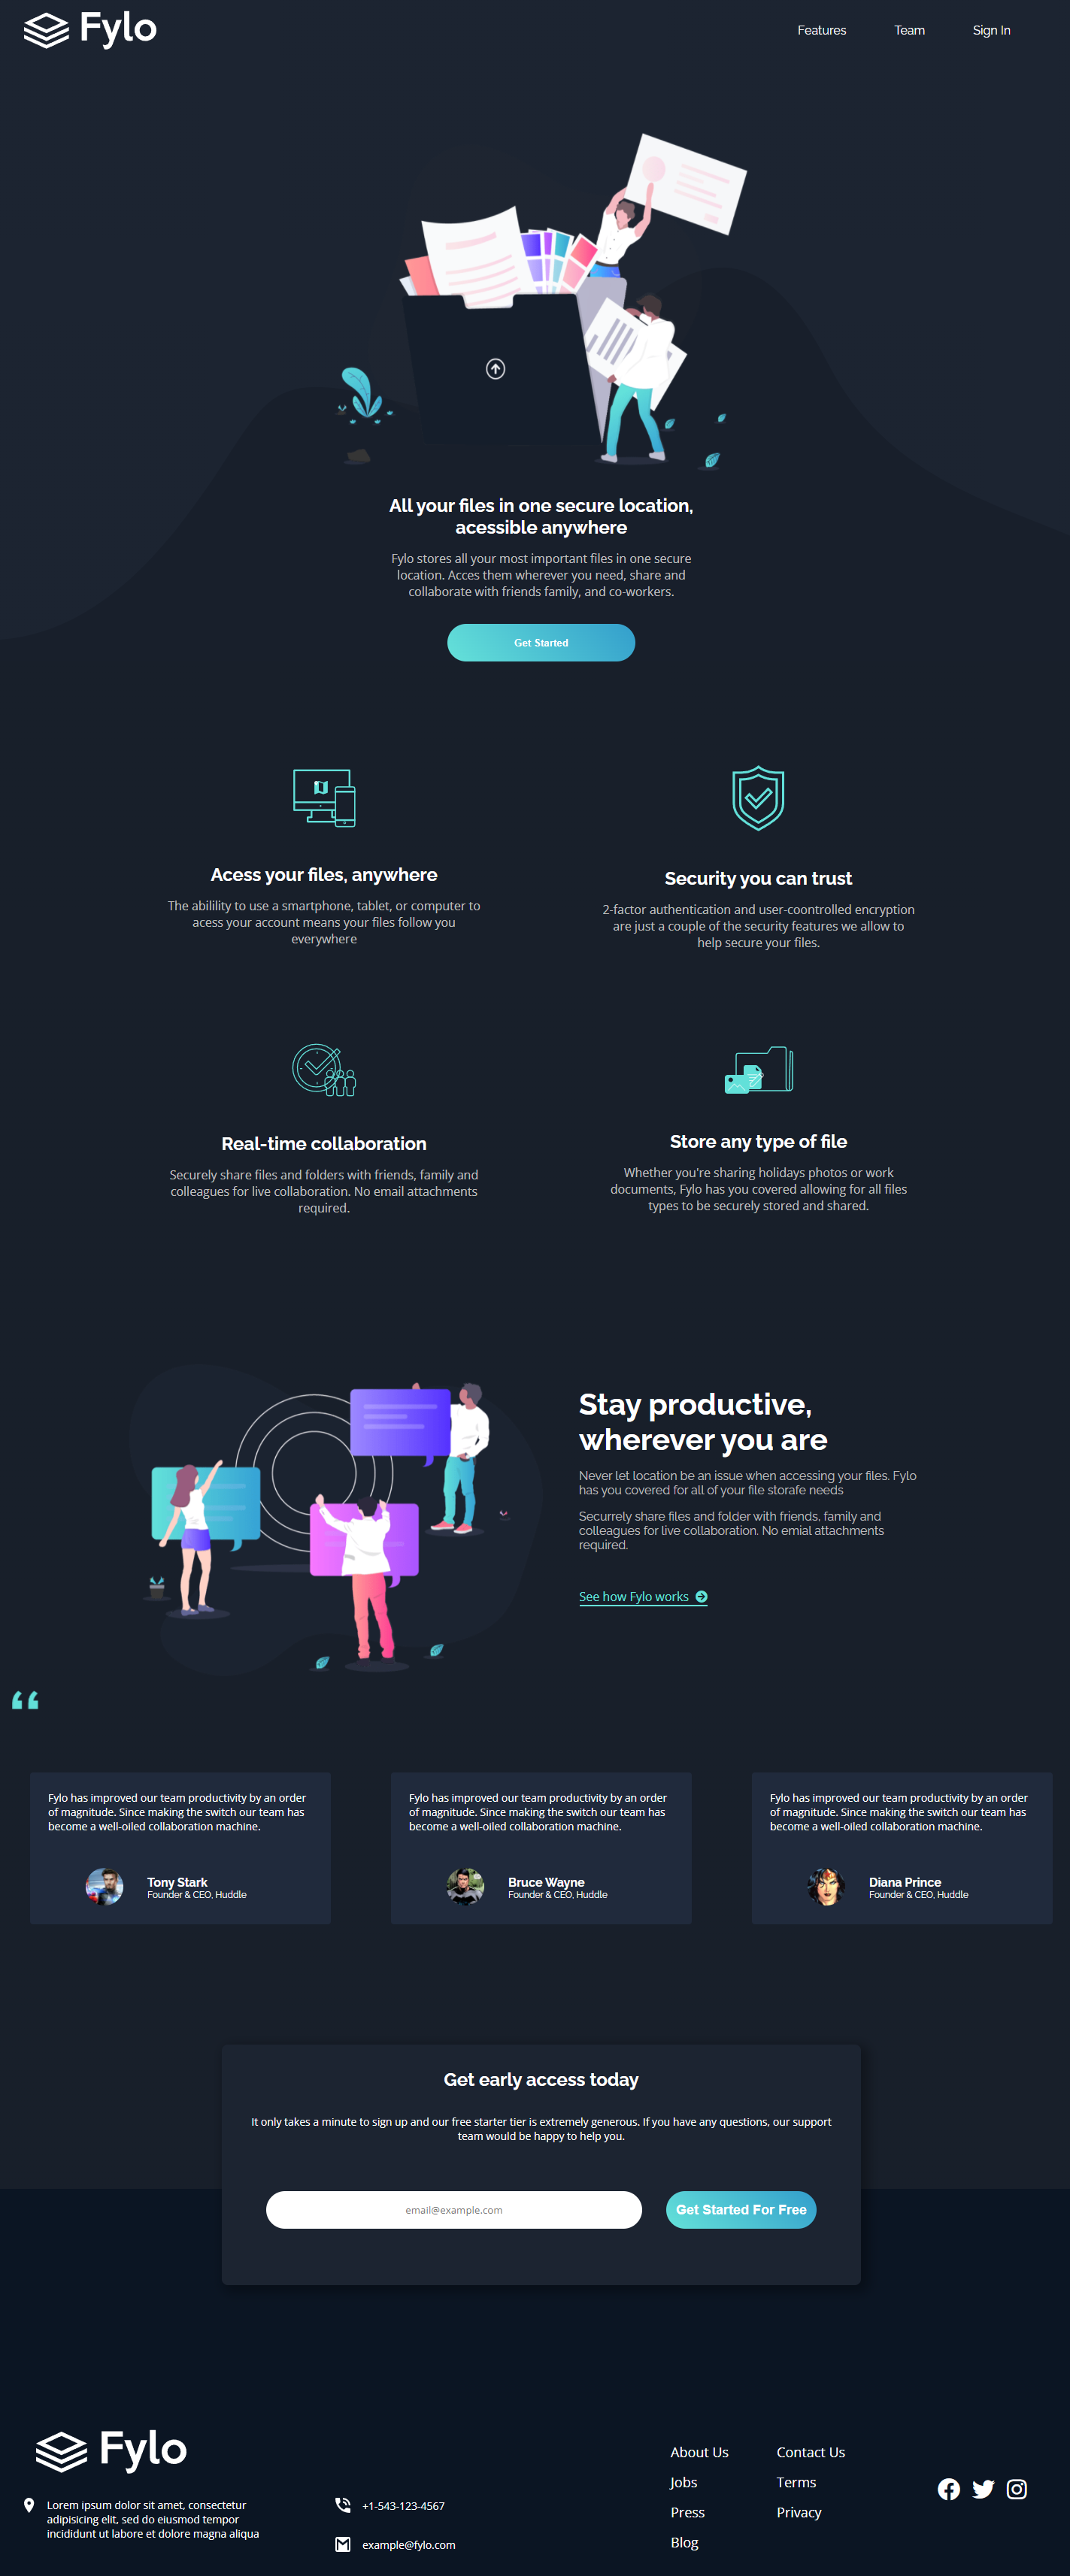 Fylo
Features
Team
Sign In
All your files in one secure location,
acessible anywhere
Fylo stores all your most important files in one secure
location. Acces them wherever you need, share and
collaborate with friends family, and co-workers.
Get Started
Acess your files, anywhere
The abilility to use a smartphone, tablet, or computer to
acess your account means your files follow you
everywhere
Security you can trust
2-factor authentication and user-coontrolled encryption
are just a couple of the security features we allow to
help secure your files.
Real-time collaboration
Securely share files and folders with friends, family and
colleagues for live collaboration. No email attachments
required.
Store any type of file
Whether you're sharing holidays photos or work
documents, Fylo has you covered allowing for all files
types to be securely stored and shared.
Stay productive,
wherever you are
Never let location be an issue when accessing your files. Fylo
has you covered for all of your file storafe needs
Securrely share files and folder with friends, family and
colleagues for live collaboration. No emial attachments
required.
See how Fylo works
Fylo has improved our team productivity by an order
of magnitude. Since making the switch our team has
become a well-oiled collaboration machine.
Tony Stark
Founder & CEO, Huddle
Fylo has improved our team productivity by an order
of magnitude. Since making the switch our team has
become a well-oiled collaboration machine.
Bruce Wayne
Founder & CEO, Huddle
Fylo has improved our team productivity by an order
of magnitude. Since making the switch our team has
become a well-oiled collaboration machine.
Diana Prince
Founder & CEO, Huddle
Get early access today
It only takes a minute to sign up and our free starter tier is extremely generous. If you have any questions, our support
team would be happy to help you.
email@example.com
Get Started For Free
Fylo
Lorem ipsum dolor sit amet, consectetur
adipisicing elit, sed do eiusmod tempor
incididunt ut labore et dolore magna aliqua
+1-543-123-4567
example@fylo.com
About Us
Jobs
Press
Blog
Contact Us
Terms
Privacy